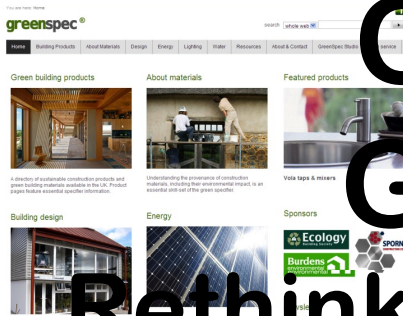 You are here: Home
greenspec®
search whole web
Home Building Products About Materials Design Energy Lighting Water Resources About & Contact GreenSpec Studio service
Green building products
About materials
Featured products
A directory of sustainable construction products and
green building materials available in the UK. Product
pages feature essential specifier information.
Understanding the provenance of construction
materials, including their environmental impact, is an
essential skill-set of the green specifier.
Vola taps & mixers
Building design
Energy
Sponsors
Ecology
building society
Burdens
environmental
Rethink